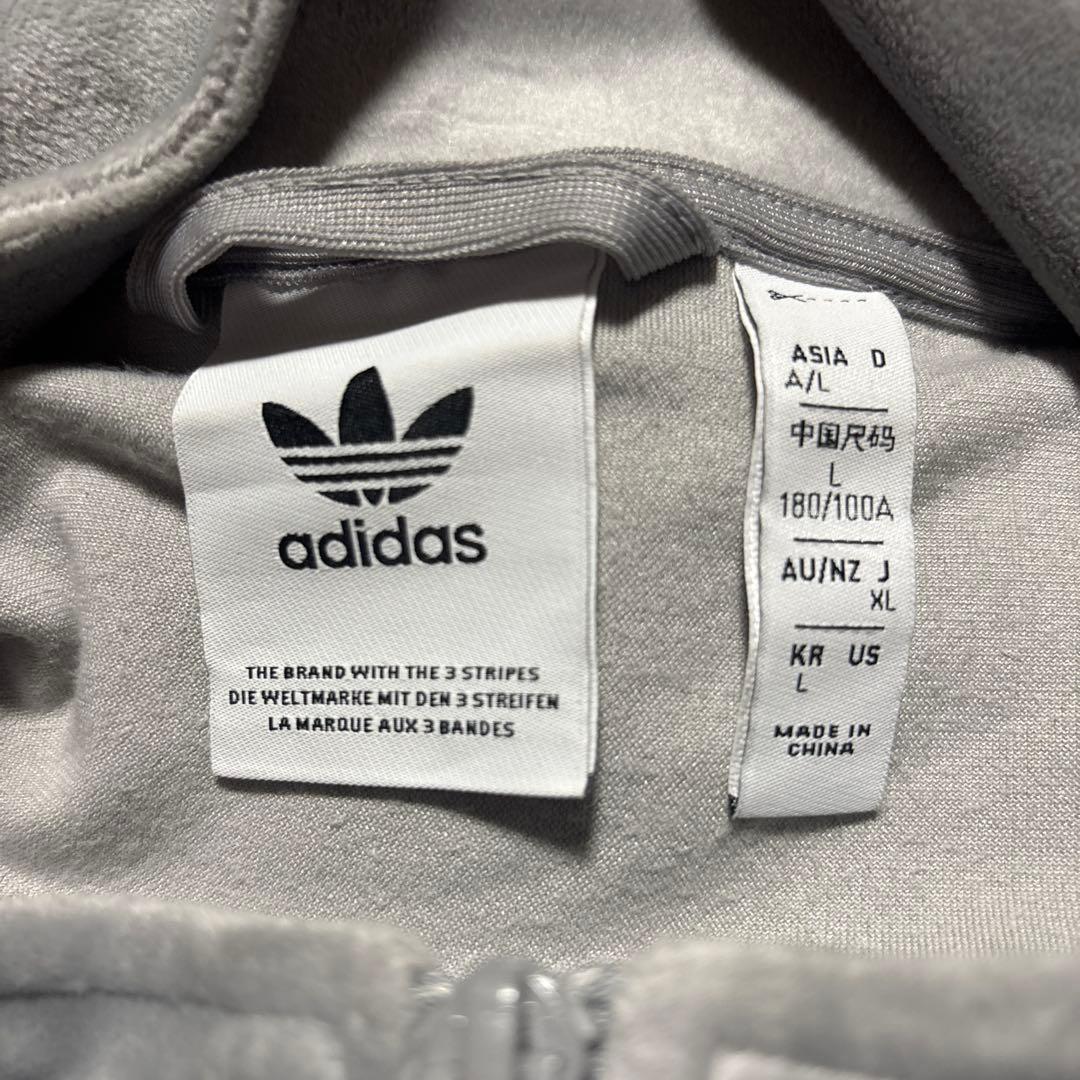 adidas
THE BRAND WITH THE 3 STRIPES
DIE WELTMARKE MIT DEN 3 STREIFEN
LA MARQUE AUX 3 BANDES
ASIA D
A/L
中国尺码
L
180/100A
AU/NZ J
XL
KR US
L
MADE IN
CHINA